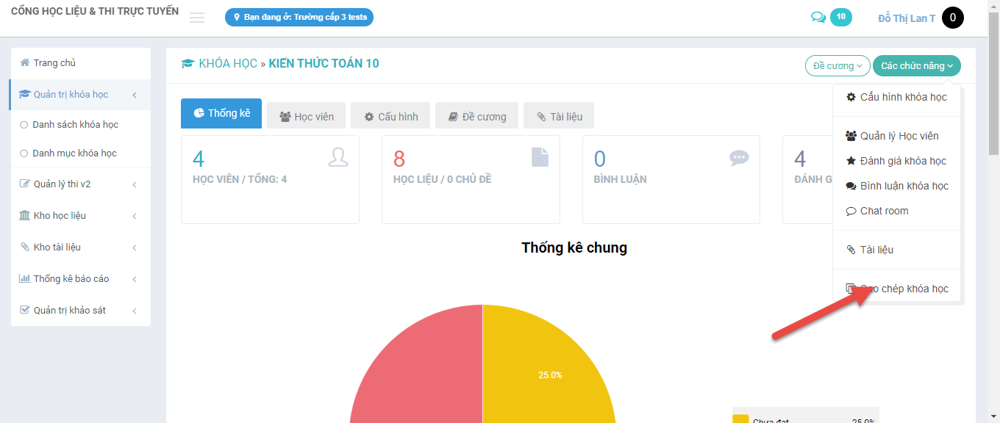 CỔNG HỌC LIỆU & THI TRỰC TUYẾN
Bạn đang ở: Trường cấp 3 tests
10
Đỗ Thị Lan T
0
Trang chủ
Quản trị khóa học
Danh sách khóa học
Danh mục khóa học
Quản lý thi v2
Kho học liệu
Kho tài liệu
Thống kê báo cáo
Quản trị khảo sát
KHÓA HỌC » KIẾN THỨC TOÁN 10
Đề cương
Các chức năng
Cấu hình khóa học
Quản lý Học viên
Đánh giá khóa học
Bình luận khóa học
Chat room
Tài liệu
chép khóa học
Thống kê
Học viên
Cấu hình
Đề cương
Tài liệu
4
HỌC VIÊN / TỔNG: 4
8
HỌC LIỆU / 0 CHỦ ĐỀ
0
BÌNH LUẬN
4
ĐÁNH G
Thống kê chung
25.0%
Chưa đạt
25.0%